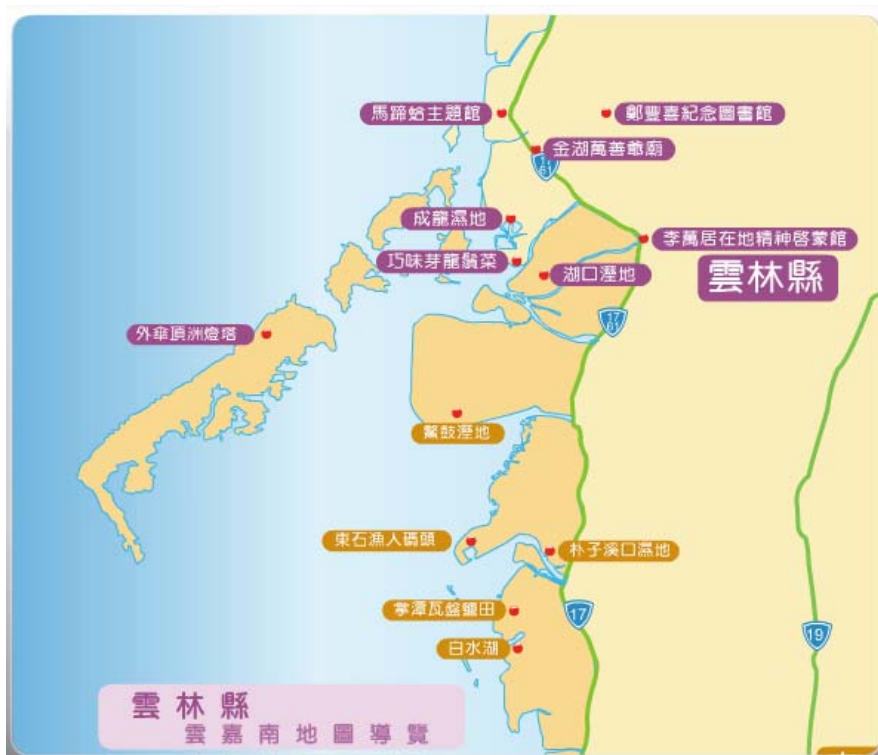 馬蹄蛤主題館
鄭豐喜紀念圖書館
金湖萬善爺廟
17
61
成龍濕地
李萬居在地精神啓蒙館
巧味芽龍鬚菜
湖口溼地
雲林縣
外傘頂洲燈塔
17
61
鰲鼓溼地
東石漁人碼頭
朴子溪口濕地
掌潭瓦盤鹽田
17
19
白水湖
雲林縣
雲嘉南地圖導覽